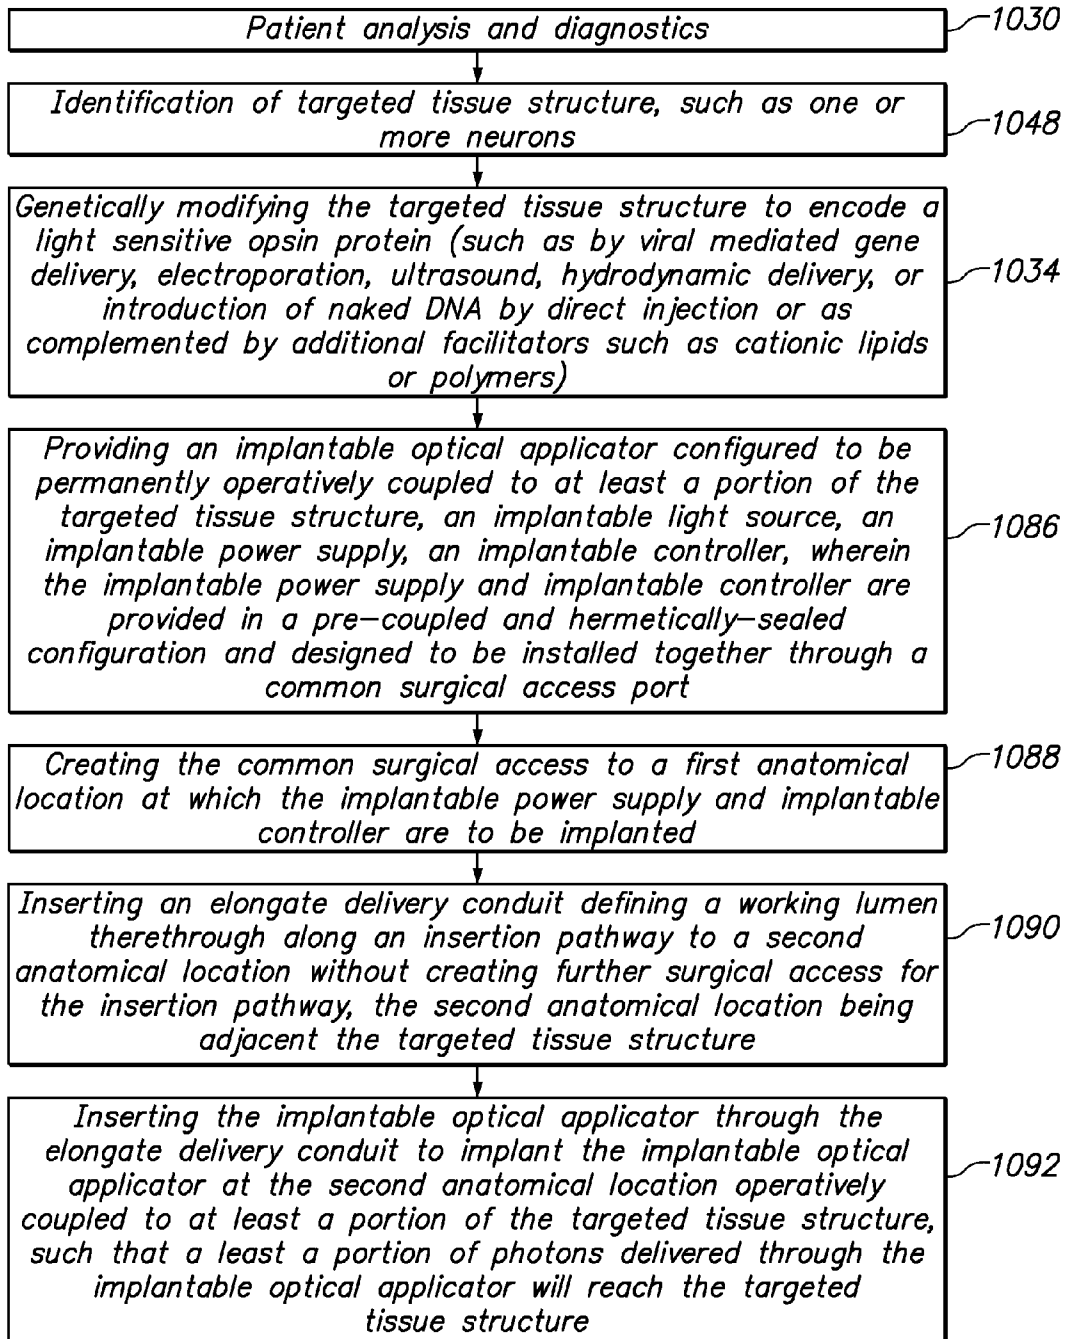 Patient analysis and diagnostics
1030
Identification of targeted tissue structure, such as one or
more neurons
1048
Genetically modifying the targeted tissue structure to encode a
light sensitive opsin protein (such as by viral mediated gene
delivery, electroporation, ultrasound, hydrodynamic delivery, or
introduction of naked DNA by direct injection or as
complemented by additional facilitators such as cationic lipids
or polymers)
1034
Providing an implantable optical applicator configured to be
permanently operatively coupled to at least a portion of the
targeted tissue structure, an implantable light source, an
implantable power supply, an implantable controller, wherein
the implantable power supply and implantable controller are
provided in a pre-coupled and hermetically-sealed
configuration and designed to be installed together through a
common surgical access port
1086
Creating the common surgical access to a first anatomical
location at which the implantable power supply and implantable
controller are to be implanted
1088
Inserting an elongate delivery conduit defining a working lumen
therethrough along an insertion pathway to a second
anatomical location without creating further surgical access for
the insertion pathway, the second anatomical location being
adjacent the targeted tissue structure
1090
Inserting the implantable optical applicator through the
elongate delivery conduit to implant the implantable optical
applicator at the second anatomical location operatively
coupled to at least a portion of the targeted tissue structure,
such that a least a portion of photons delivered through the
implantable optical applicator will reach the targeted
tissue structure
1092